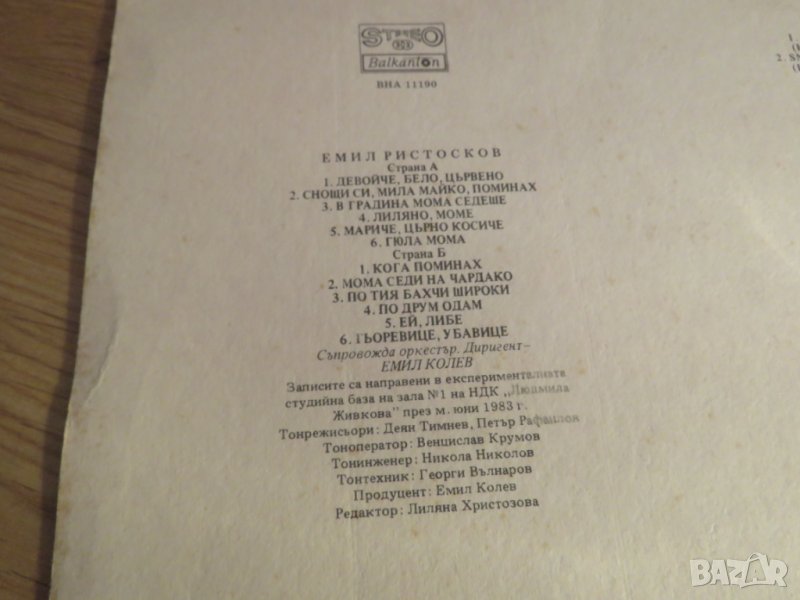 STEREO
Balkanton
ВНА 11190
ЕМИЛ РИСТОСКОВ
Страна А
1. ДЕВОЙЧЕ, БЕЛО, ЦЪРВЕНО
2. СНОЩИ СИ, МИЛА МАЙКО, ПОМИНАХ
3. В ГРАДИНА МОМА СЕДЕШЕ
4. ЛИЛЯНО, МОМЕ
5. МАРИЧЕ, ЦЪРНО КОСИЧЕ
6. ГЮЛА МОМА
Страна Б
1. КОГА ПОМИНАХ
2. МОМА СЕДИ НА ЧАРДАКО
3. ПО ТИЯ БАХЧИ ШИРОКИ
4. ПО ДРУМ ОДАМ
5. ЕЙ, ЛИБЕ
6. ГЬОРЕВИЦЕ, УБАВИЦЕ
Съпровожда оркестър. Диригент–
ЕМИЛ КОЛЕВ
Записите са направени в експерименталната
студийна база на зала №1 на НДК „Людмила
Живкова" през м. юни 1983 г.
Тонрежисьори: Деян Тимнев, Петър Рафаилов
Тоноператор: Венцислав Крумов
Тонинженер: Никола Николов
Тонтехник: Георги Вълнаров
Продуцент: Емил Колев
Редактор: Лиляна Христозова
1.
2. SN
BAZAR
bg